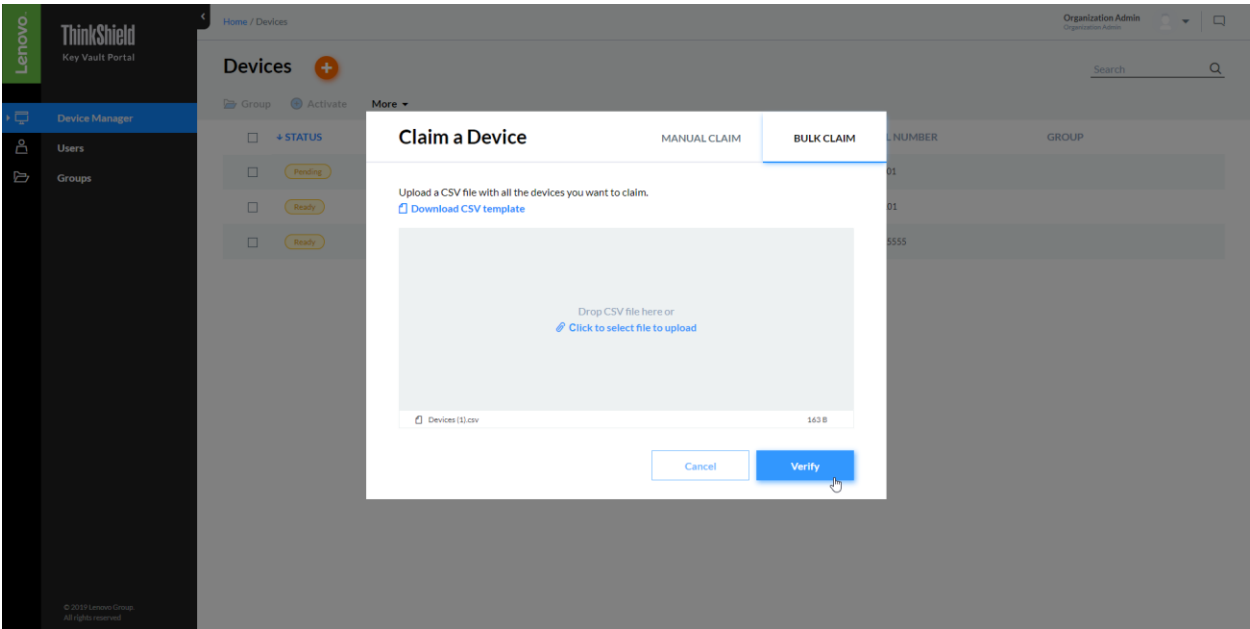 Lenovo
ThinkShield
Key Vault Portal
Device Manager
Users
Groups
© 2019 Lenovo Group.
All rights reserved
Home / Devices
Organization Admin
Organization Admin
Devices
Search
Group Activate More
STATUS L NUMBER GROUP
Pending 01
Ready 01
Ready 5555
Claim a Device MANUAL CLAIM BULK CLAIM
Upload a CSV file with all the devices you want to claim.
Download CSV template
Drop CSV file here or
Click to select file to upload
Devices (1).csv 163 B
Cancel Verify